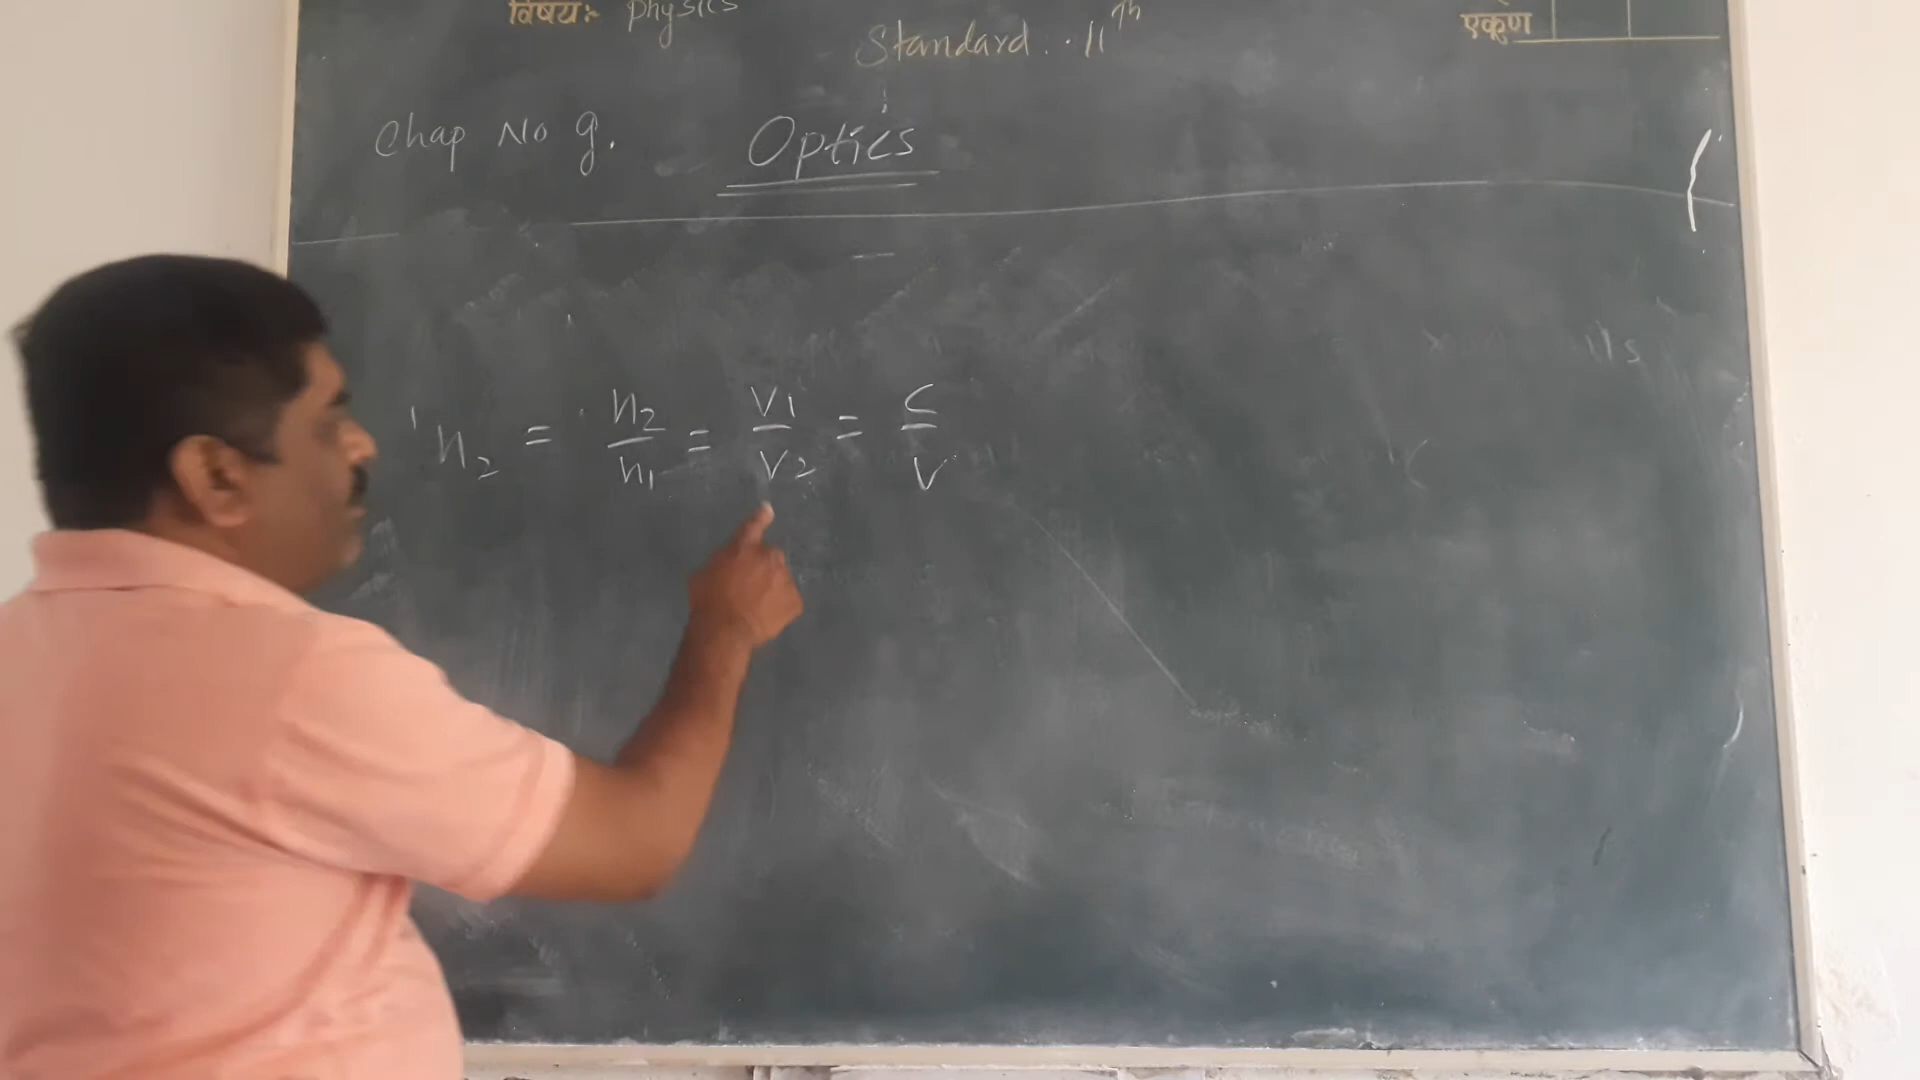 विषय:- Physics
एकूण
Standard. . 11th
Chap No 9. Optics
¹n₂ = n₂/n₁ = v₁/v₂ = c/v